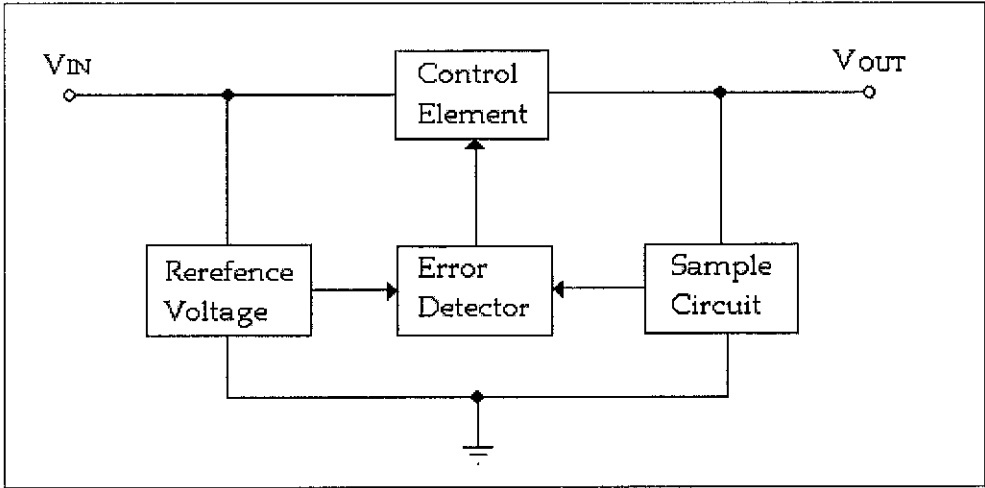 VIN
Control
Element
VOUT
Rerefence
Voltage
Error
Detector
Sample
Circuit